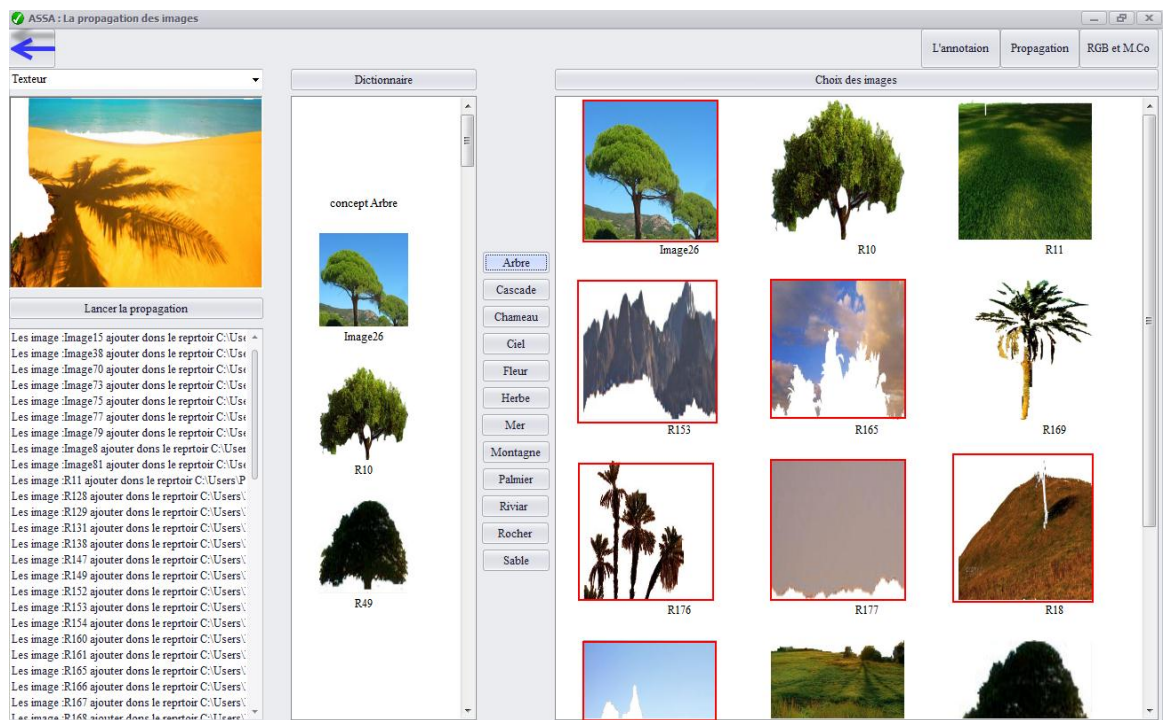 ASSA : La propagation des images
L'annotaion
Propagation
RGB et M.Co
Texteur
Dictionnaire
Choix des images
Lancer la propagation
Les image :Image15 ajouter dons le reprtoir C:\Use
Les image :Image38 ajouter dons le reprtoir C:\Use
Les image :Image70 ajouter dons le reprtoir C:\Use
Les image :Image73 ajouter dons le reprtoir C:\Use
Les image :Image75 ajouter dons le reprtoir C:\Use
Les image :Image77 ajouter dons le reprtoir C:\Use
Les image :Image79 ajouter dons le reprtoir C:\Use
Les image :Image8 ajouter dons le reprtoir C:\User
Les image :Image81 ajouter dons le reprtoir C:\Use
Les image :R11 ajouter dons le reprtoir C:\Users\P
Les image :R128 ajouter dons le reprtoir C:\Users\
Les image :R129 ajouter dons le reprtoir C:\Users\
Les image :R131 ajouter dons le reprtoir C:\Users\
Les image :R138 ajouter dons le reprtoir C:\Users\
Les image :R147 ajouter dons le reprtoir C:\Users\
Les image :R149 ajouter dons le reprtoir C:\Users\
Les image :R152 ajouter dons le reprtoir C:\Users\
Les image :R153 ajouter dons le reprtoir C:\Users\
Les image :R154 ajouter dons le reprtoir C:\Users\
Les image :R160 ajouter dons le reprtoir C:\Users\
Les image :R161 ajouter dons le reprtoir C:\Users\
Les image :R165 ajouter dons le reprtoir C:\Users\
Les image :R166 ajouter dons le reprtoir C:\Users\
Les image :R167 ajouter dons le reprtoir C:\Users\
Les image :R168 ajouter dons le reprtoir C:\Users\
concept Arbre
Image26
R10
R49
Arbre
Cascade
Chameau
Ciel
Fleur
Herbe
Mer
Montagne
Palmier
Riviar
Rocher
Sable
Image26
R10
R11
R153
R165
R169
R176
R177
R18